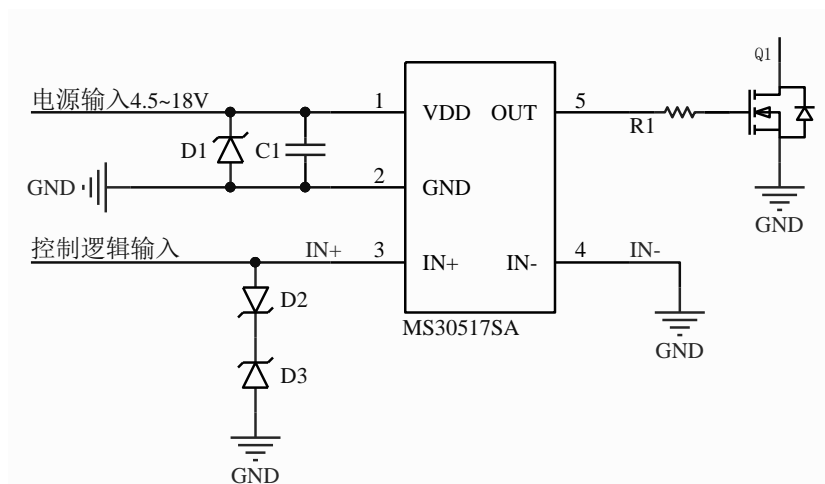 Q1
电源输入4.5~18V
1
VDD
OUT
5
R1
D1
C1
2
GND
GND
GND
控制逻辑输入
IN+
3
IN+
IN-
4
IN-
D2
MS30517SA
GND
D3
GND